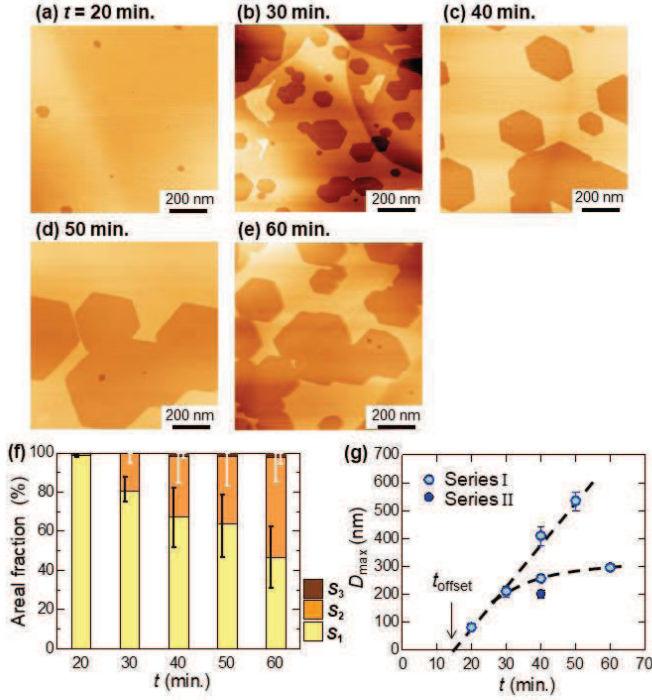 (a) t = 20 min.
(b) 30 min.
(c) 40 min.
200 nm
200 nm
200 nm
(d) 50 min.
(e) 60 min.
200 nm
200 nm
(f)
Areal fraction (%)
100
80
60
40
20
0
20 30 40 50 60
t (min.)
S3
S2
S1
(g)
Dmax (nm)
700
600
500
400
300
200
100
0
Series I
Series II
toffset
0 10 20 30 40 50 60 70
t (min.)